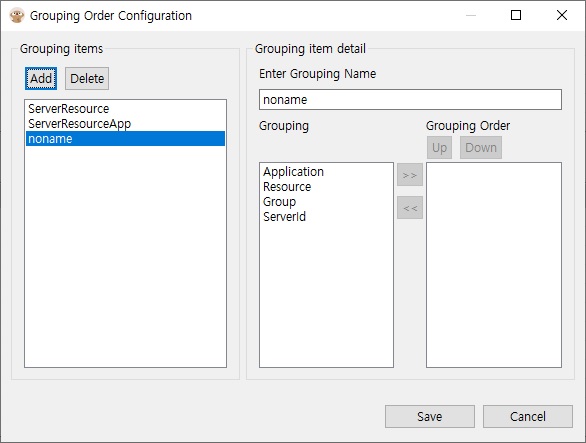 Grouping Order Configuration
Grouping items
Add Delete
ServerResource
ServerResourceApp
noname
Grouping item detail
Enter Grouping Name
noname
Grouping
Application
Resource
Group
ServerId
>>
<<
Grouping Order
Up Down
Save Cancel